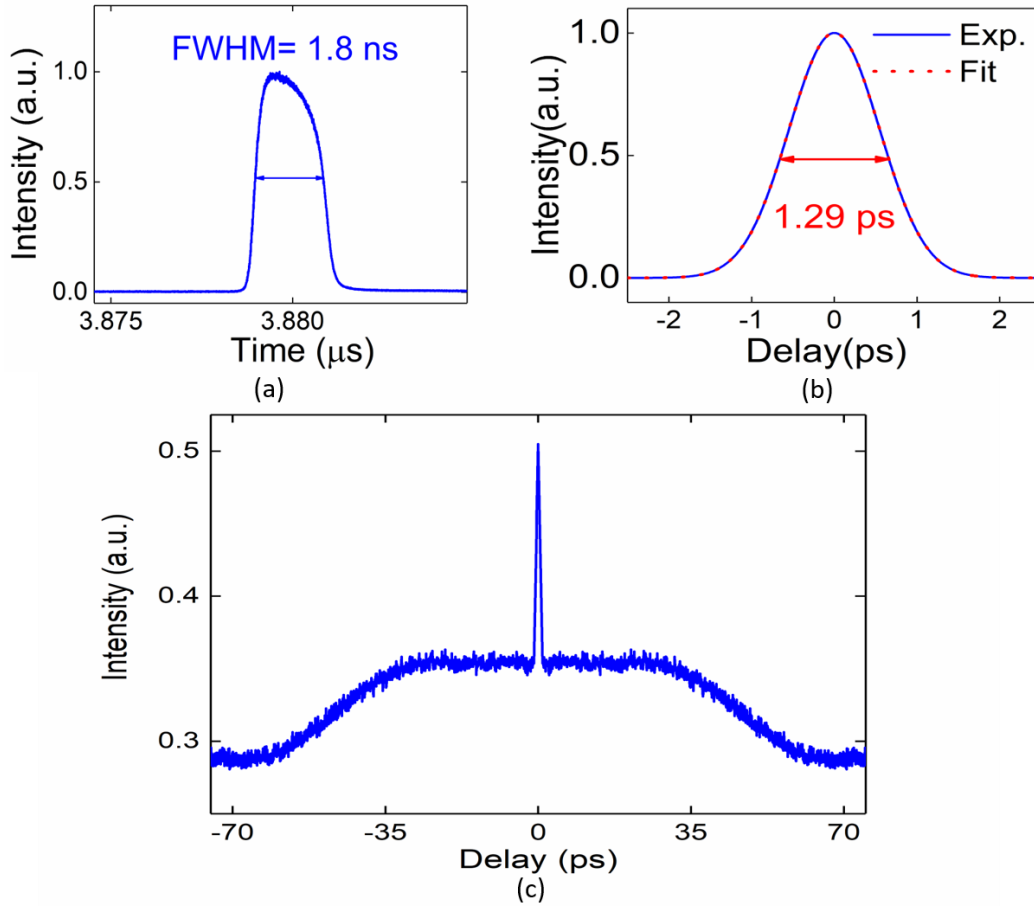 FWHM= 1.8 ns
Intensity (a.u.)
1.0
0.5
0.0
3.875
3.880
Time (μs)
(a)
Exp.
Fit
Intensity(a.u.)
1.0
0.5
0.0
1.29 ps
-2
-1
0
1
2
Delay(ps)
(b)
Intensity (a.u.)
0.5
0.4
0.3
-70
-35
0
35
70
Delay (ps)
(c)